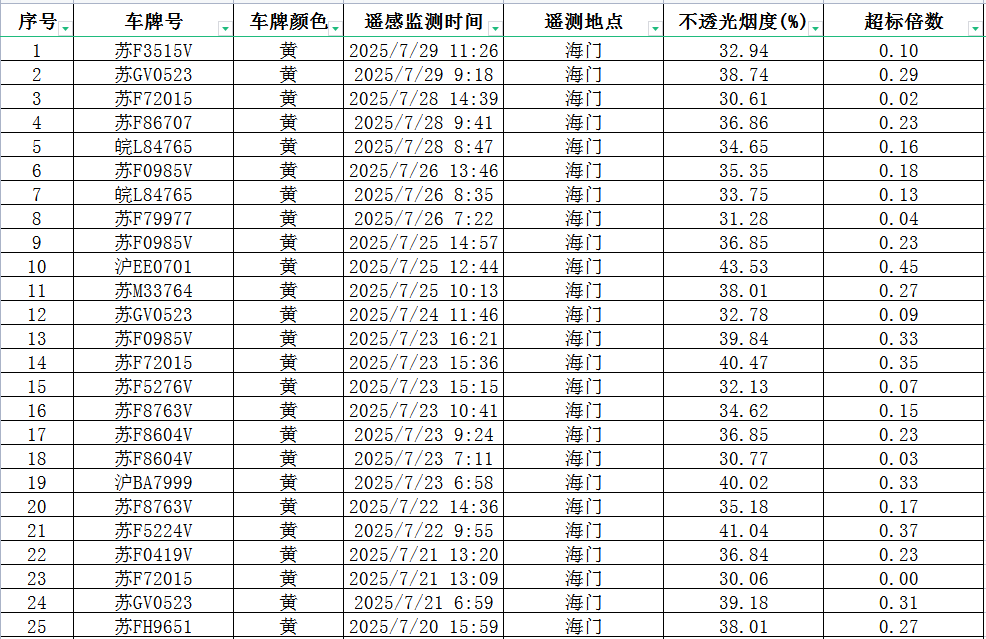 序号 车牌号 车牌颜色 遥感监测时间 遥测地点 不透光烟度(%) 超标倍数
1 苏F3515V 黄 2025/7/29 11:26 海门 32.94 0.10
2 苏GV0523 黄 2025/7/29 9:18 海门 38.74 0.29
3 苏F72015 黄 2025/7/28 14:39 海门 30.61 0.02
4 苏F86707 黄 2025/7/28 9:41 海门 36.86 0.23
5 皖L84765 黄 2025/7/28 8:47 海门 34.65 0.16
6 苏F0985V 黄 2025/7/26 13:46 海门 35.35 0.18
7 皖L84765 黄 2025/7/26 8:35 海门 33.75 0.13
8 苏F79977 黄 2025/7/26 7:22 海门 31.28 0.04
9 苏F0985V 黄 2025/7/25 14:57 海门 36.85 0.23
10 沪EE0701 黄 2025/7/25 12:44 海门 43.53 0.45
11 苏M33764 黄 2025/7/25 10:13 海门 38.01 0.27
12 苏GV0523 黄 2025/7/24 11:46 海门 32.78 0.09
13 苏F0985V 黄 2025/7/23 16:21 海门 39.84 0.33
14 苏F72015 黄 2025/7/23 15:36 海门 40.47 0.35
15 苏F5276V 黄 2025/7/23 15:15 海门 32.13 0.07
16 苏F8763V 黄 2025/7/23 10:41 海门 34.62 0.15
17 苏F8604V 黄 2025/7/23 9:24 海门 36.85 0.23
18 苏F8604V 黄 2025/7/23 7:11 海门 30.77 0.03
19 沪BA7999 黄 2025/7/23 6:58 海门 40.02 0.33
20 苏F8763V 黄 2025/7/22 14:36 海门 35.18 0.17
21 苏F5224V 黄 2025/7/22 9:55 海门 41.04 0.37
22 苏F0419V 黄 2025/7/21 13:20 海门 36.84 0.23
23 苏F72015 黄 2025/7/21 13:09 海门 30.06 0.00
24 苏GV0523 黄 2025/7/21 6:59 海门 39.18 0.31
25 苏FH9651 黄 2025/7/20 15:59 海门 38.01 0.27